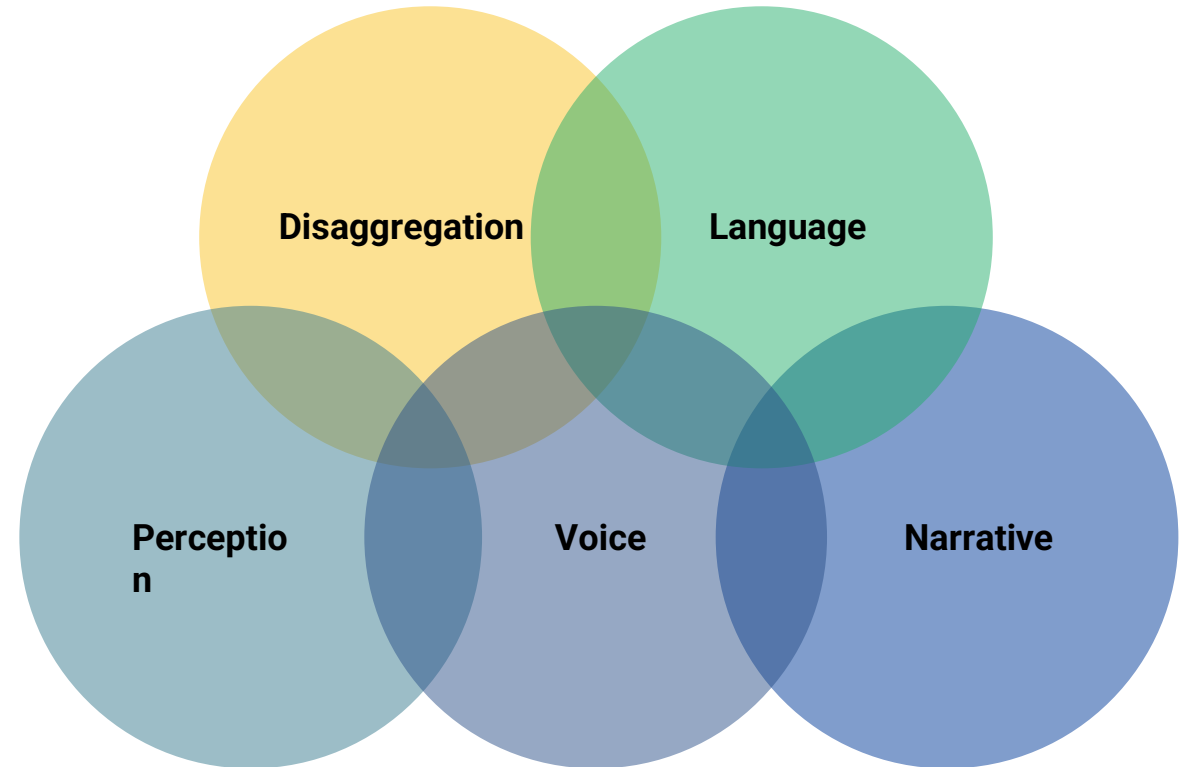 Disaggregation
Language
Perceptio
n
Voice
Narrative